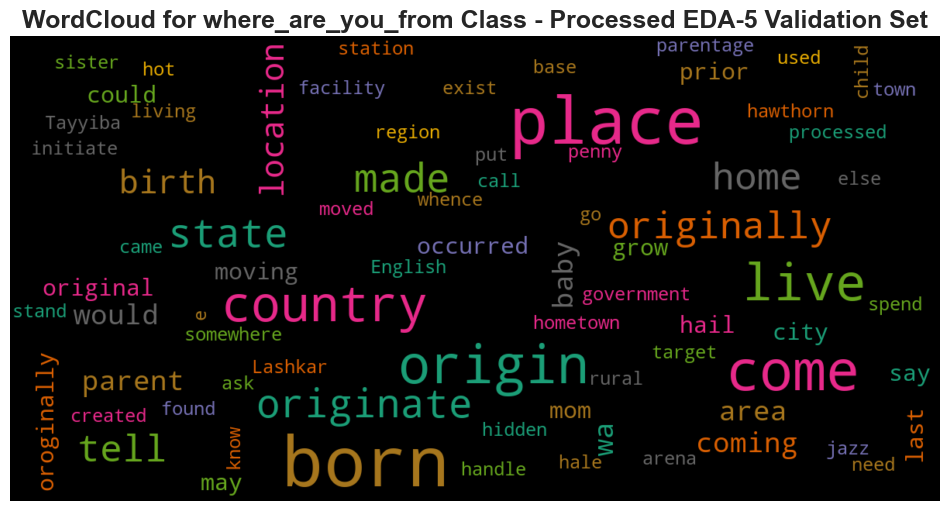 WordCloud for where_are_you_from Class - Processed EDA-5 Validation Set
station
parentage
used
sister
hot
location
base
prior
child
could
facility
exist
place
town
living
hawthorn
Tayyiba
region
processed
initiate
put
penny
birth
made
call
home
else
moved
whence
state
go
originally
came
occurred
grow
moving
English
baby
live
original
country
government
stand
would
e
spend
somewhere
hometown
hail
city
origin
target
come
oroginally
parent
ask
Lashkar
rural
say
created
found
originate
mom
area
last
tell
know
born
hidden
wa
coming
jazz
may
handle
hale
arena
need